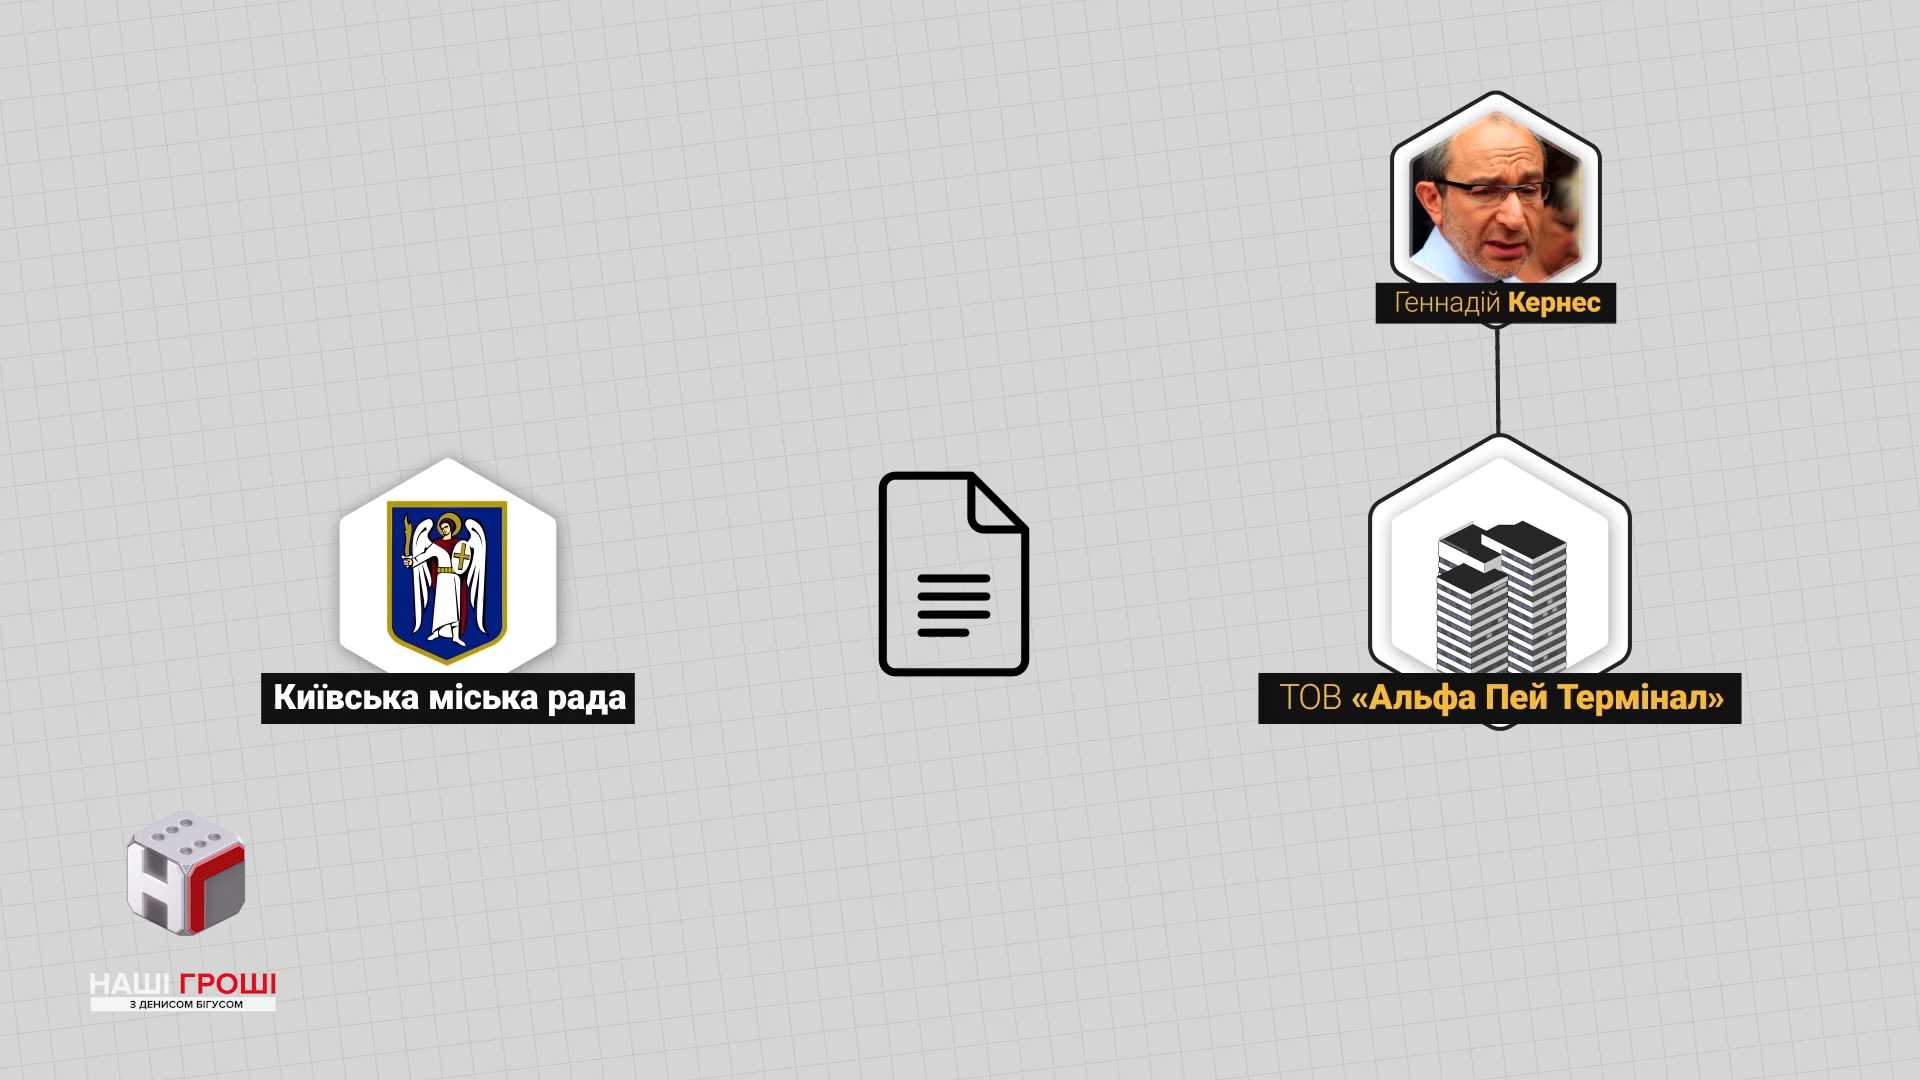 Геннадій Кернес
Київська міська рада
ТОВ «Альфа Пей Термінал»
НАШІ ГРОШІ
З ДЕНИСОМ БІГУСОМ